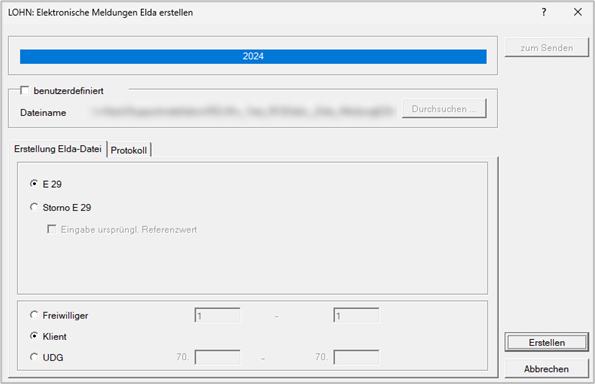 LOHN: Elektronische Meldungen Elda erstellen
2024
zum Senden
benutzerdefiniert
Dateiname
Durchsuchen ...
Erstellung Elda-Datei Protokoll
E 29
Storno E 29
Eingabe ursprüngl. Referenzwert
Freiwilliger 1 - 1
Klient
UDG 70. - 70.
Erstellen
Abbrechen